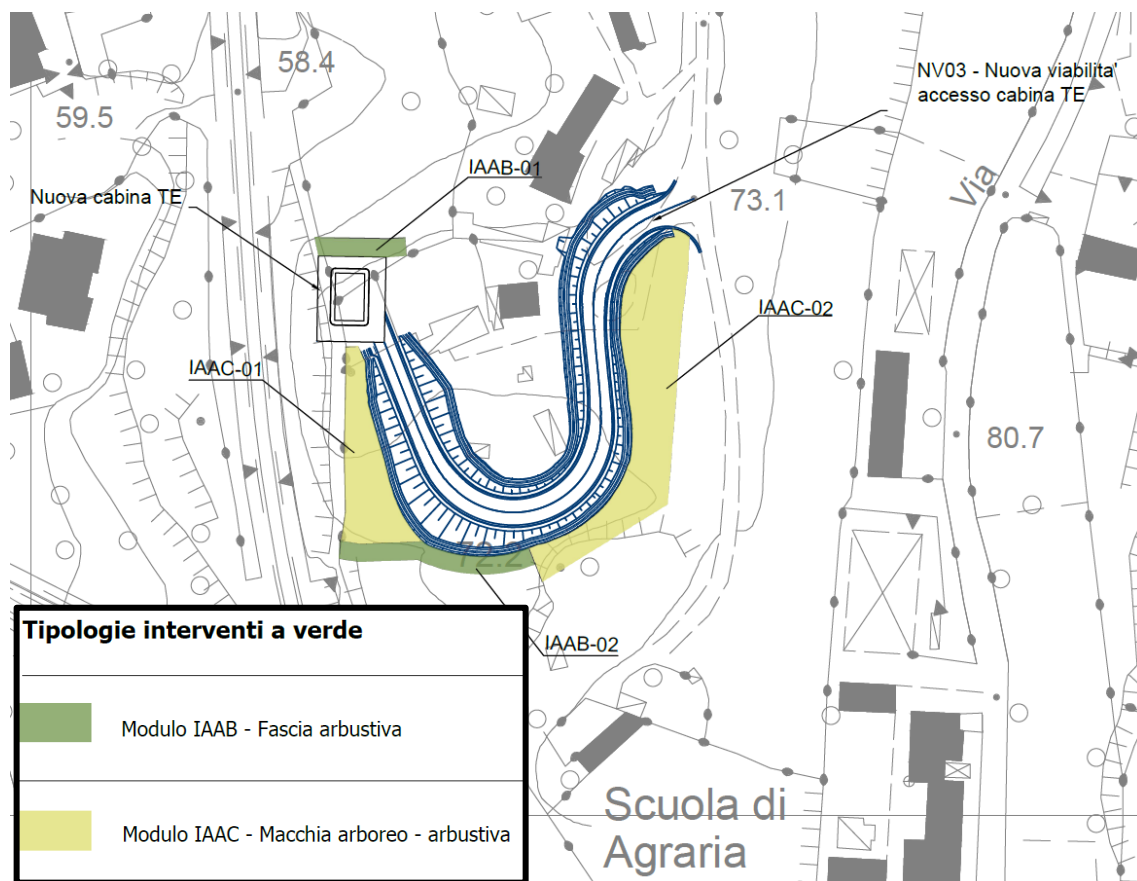 58.4
NV03 - Nuova viabilita'
accesso cabina TE
59.5
IAAB-01
Via
Nuova cabina TE
73.1
IAAC-02
IAAC-01
80.7
72.2
Tipologie interventi a verde
IAAB-02
Modulo IAAB - Fascia arbustiva
Modulo IAAC - Macchia arboreo - arbustiva
Scuola di
Agraria